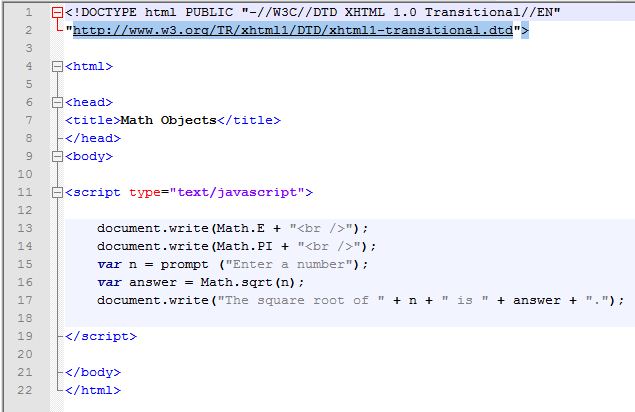 1 <!DOCTYPE html PUBLIC "-//W3C//DTD XHTML 1.0 Transitional//EN"
2 "http://www.w3.org/TR/xhtml1/DTD/xhtml1-transitional.dtd">
3
4 <html>
5
6 <head>
7 <title>Math Objects</title>
8 </head>
9 <body>
10
11 <script type="text/javascript">
12
13 document.write(Math.E + "<br />");
14 document.write(Math.PI + "<br />");
15 var n = prompt ("Enter a number");
16 var answer = Math.sqrt(n);
17 document.write("The square root of " + n + " is " + answer + ".");
18
19 </script>
20
21 </body>
22 </html>